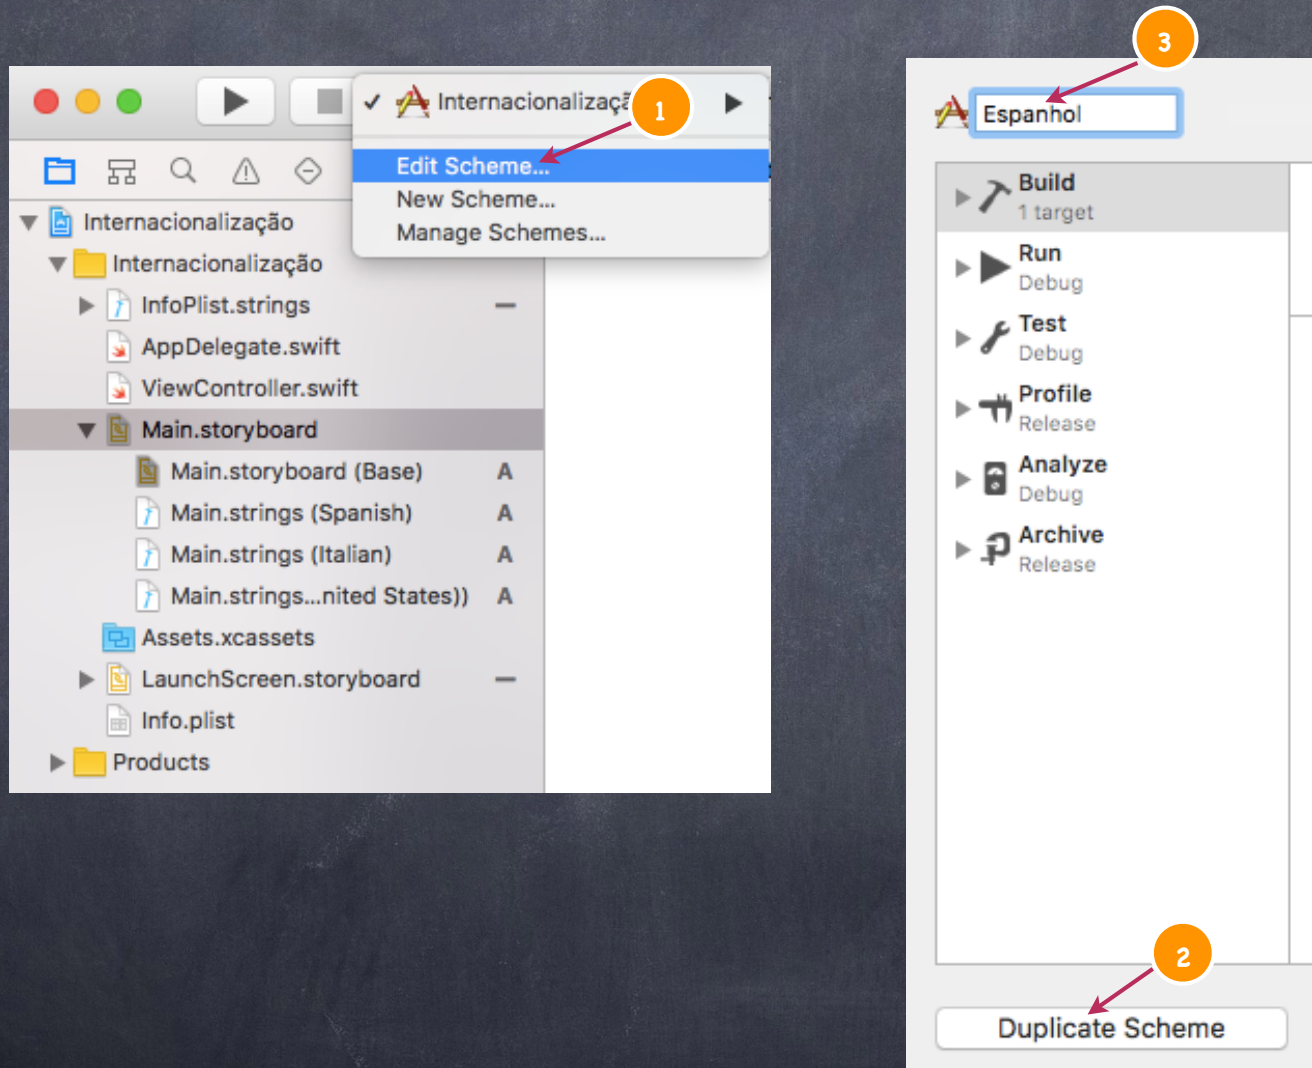 Internacionalizaçã
1
Edit Scheme...
New Scheme...
Manage Schemes...
Internacionalização
Internacionalização
InfoPlist.strings
AppDelegate.swift
ViewController.swift
Main.storyboard
Main.storyboard (Base) A
Main.strings (Spanish) A
Main.strings (Italian) A
Main.strings...nited States)) A
Assets.xcassets
LaunchScreen.storyboard
Info.plist
Products
3
Espanhol
Build
1 target
Run
Debug
Test
Debug
Profile
Release
Analyze
Debug
Archive
Release
2
Duplicate Scheme